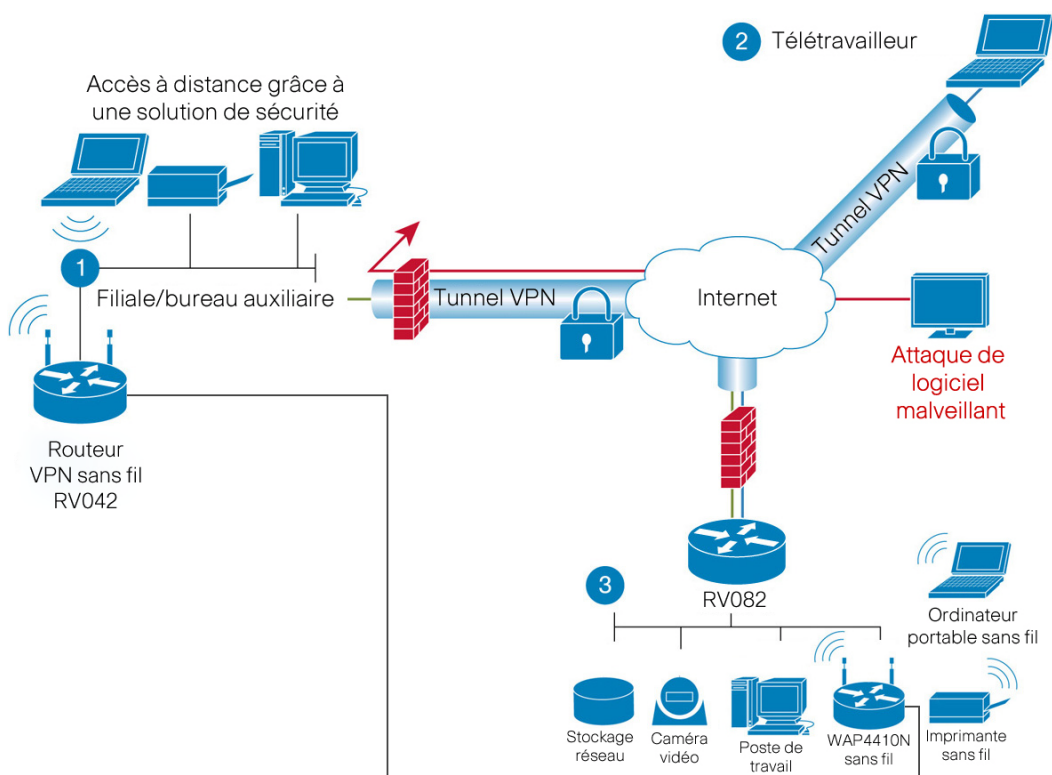 2 Télétravailleur
Accès à distance grâce à
une solution de sécurité
Tunnel VPN
1
Filiale/bureau auxiliaire
Tunnel VPN
Internet
Attaque de
logiciel
malveillant
Routeur
VPN sans fil
RV042
3
RV082
Ordinateur
portable sans fil
Stockage
réseau
Caméra
vidéo
Poste de
travail
WAP4410N
sans fil
Imprimante
sans fil